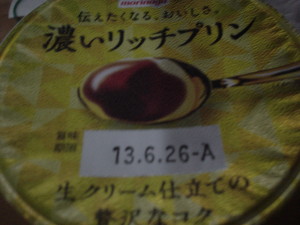 morinaga
伝えたくなる、おいしさ。
濃いリッチプリン
賞味
期限
13.6.26-A
生クリーム仕立ての
贅沢なコク